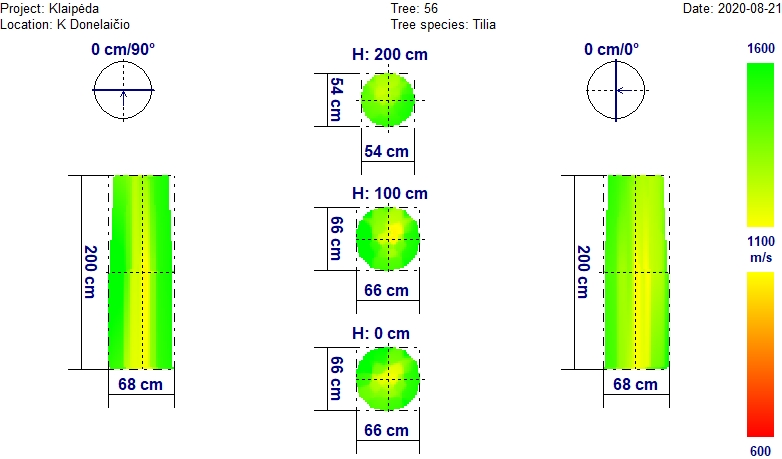 Project: Klaipėda
Tree: 56
Date: 2020-08-21
Location: K Donelaičio
Tree species: Tilia
0 cm/90°
H: 200 cm
0 cm/0°
1600
54 cm
54 cm
H: 100 cm
66 cm
66 cm
200 cm
200 cm
1100
m/s
H: 0 cm
66 cm
66 cm
68 cm
68 cm
600